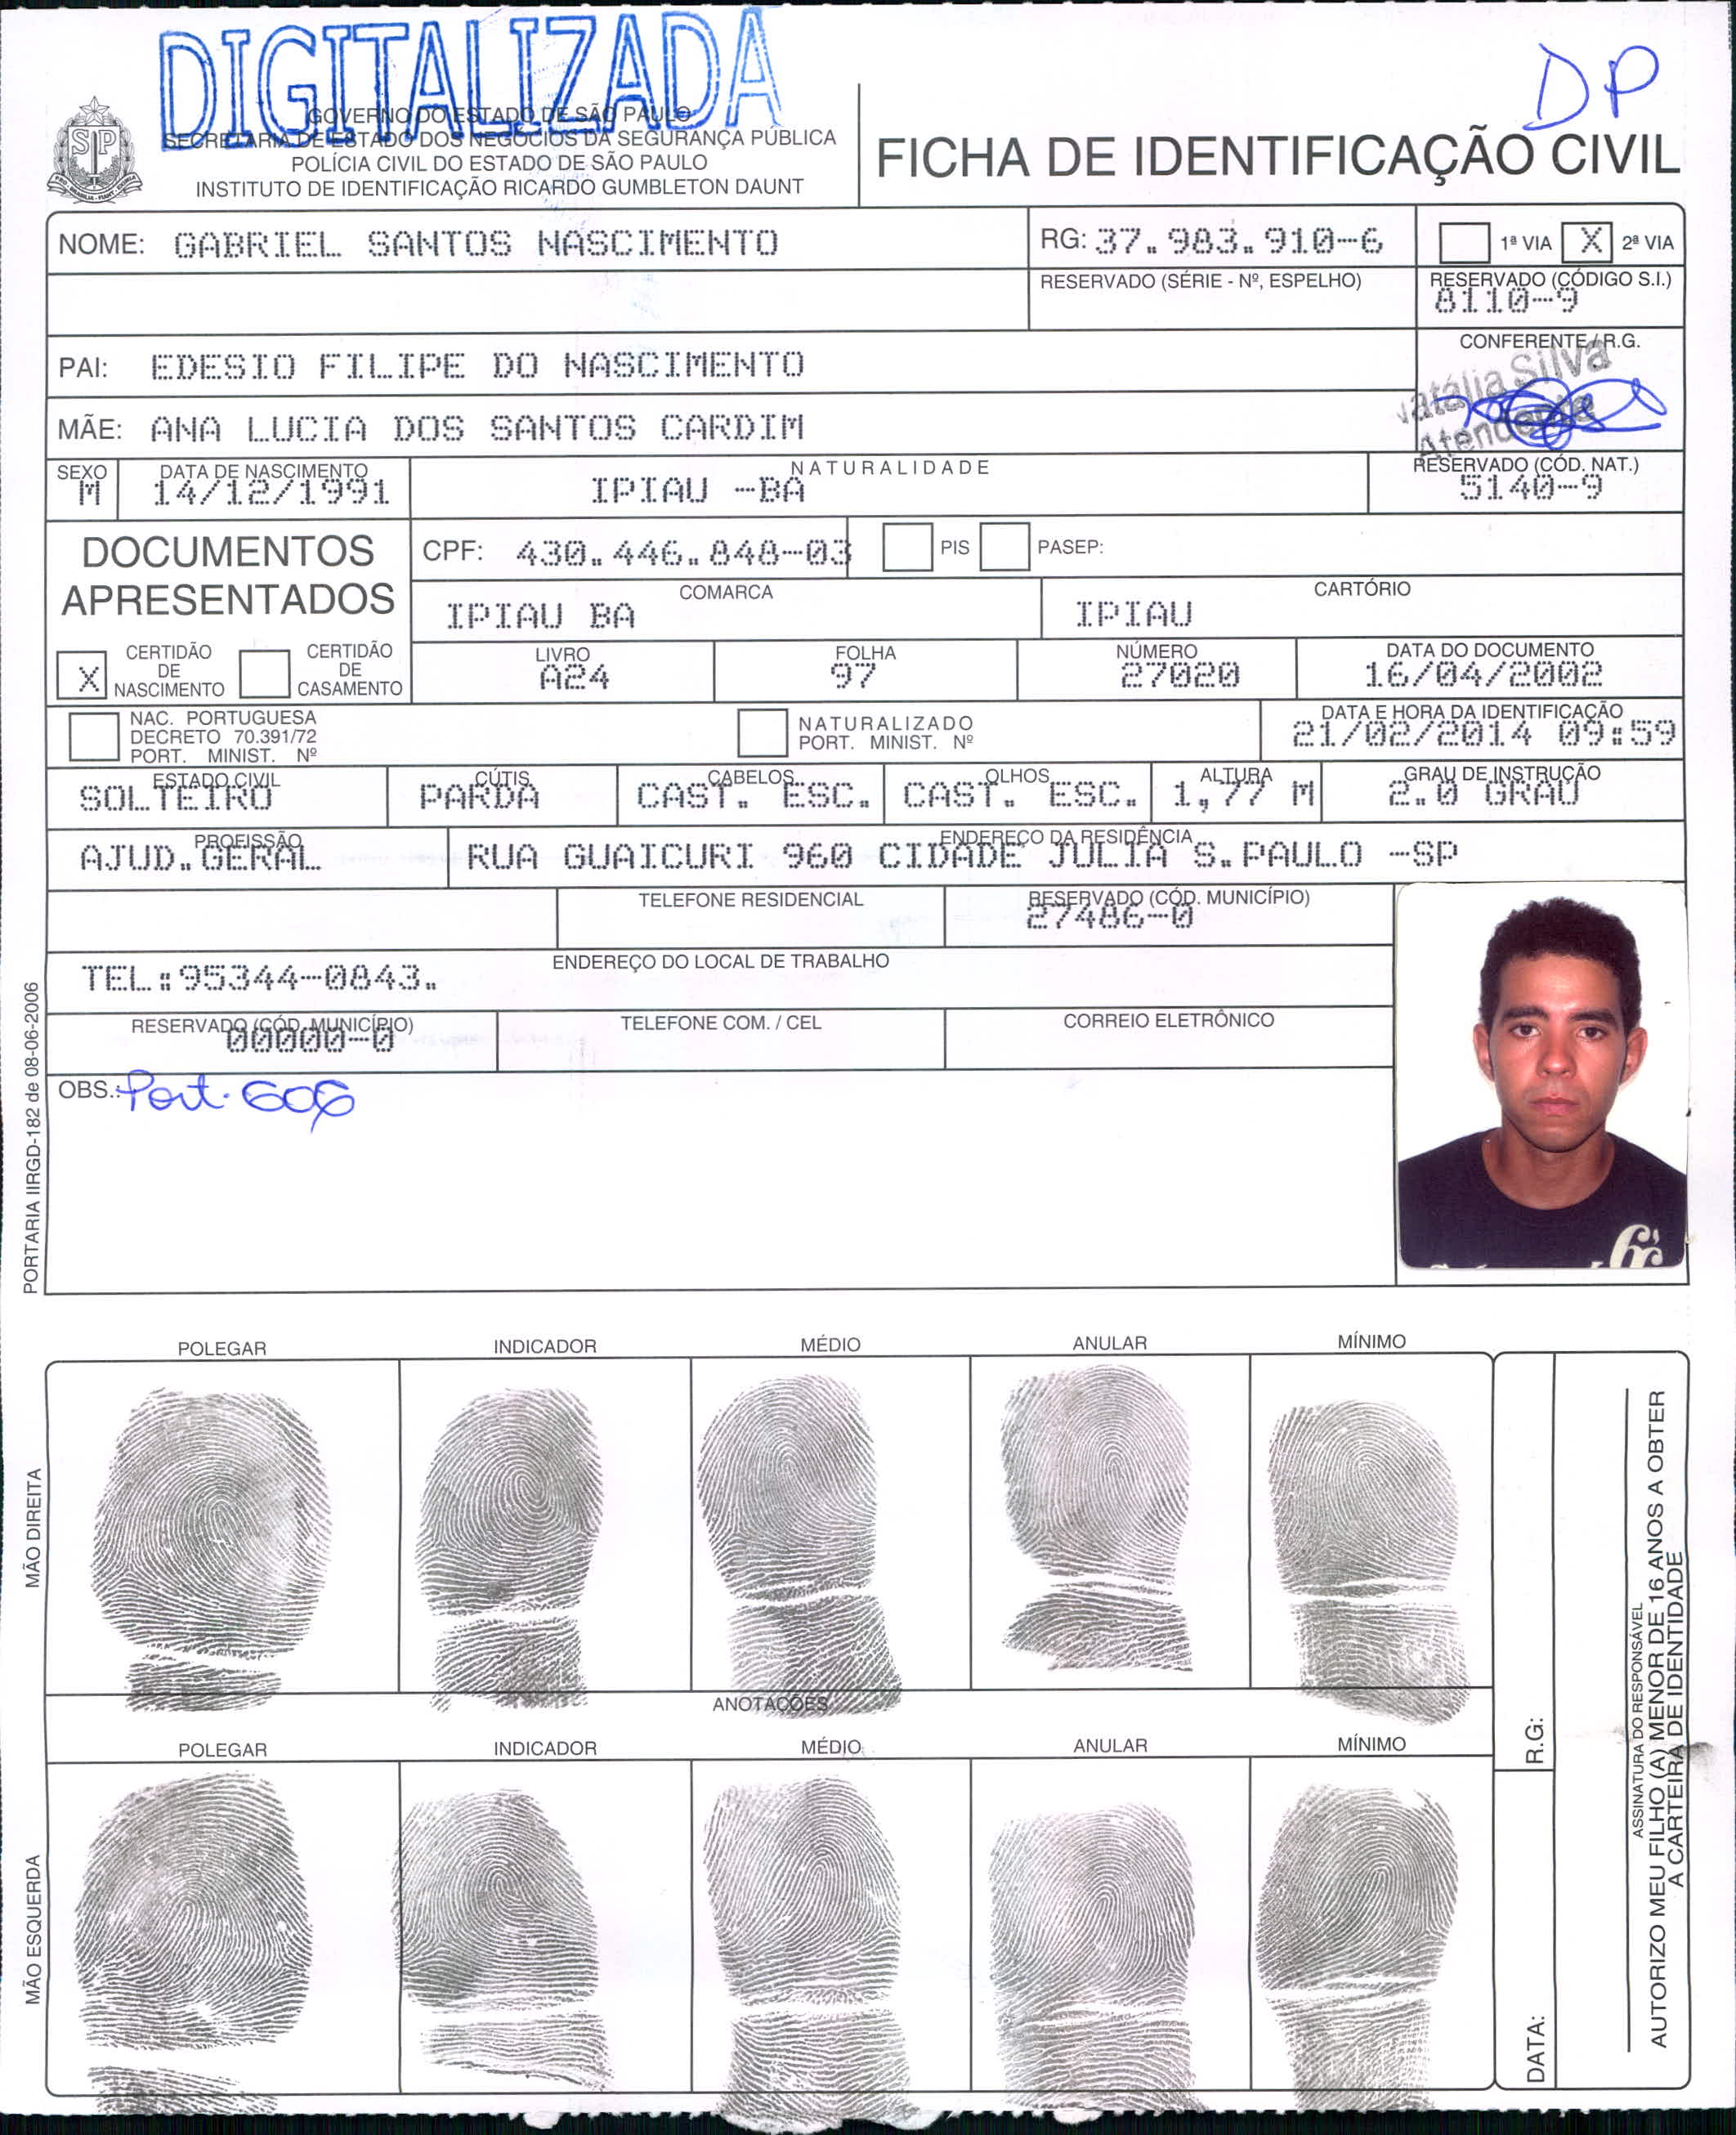 DIGITALIZADA
DP
SP
GOVERNO DO ESTADO DE SÃO PAULO
SECRETARIA DE ESTADO DOS NEGÓCIOS DA SEGURANÇA PÚBLICA
POLÍCIA CIVIL DO ESTADO DE SÃO PAULO
INSTITUTO DE IDENTIFICAÇÃO RICARDO GUMBLETON DAUNT
FICHA DE IDENTIFICAÇÃO CIVIL
NOME: GABRIEL SANTOS NASCIMENTO
RG: 37.983.910-6
1ª VIA X 2ª VIA
RESERVADO (SÉRIE - Nº, ESPELHO)
RESERVADO (CÓDIGO S.I.)
8110-9
PAI: EDESIO FILIPE DO NASCIMENTO
CONFERENTE / R.G.
Natália Silva
Atendente
MÃE: ANA LUCIA DOS SANTOS CARDIM
SEXO
M
DATA DE NASCIMENTO
14/12/1991
NATURALIDADE
IPIAU -BA
RESERVADO (CÓD. NAT.)
5140-9
DOCUMENTOS
APRESENTADOS
CPF: 430.446.848-03
PIS
PASEP:
COMARCA
IPIAU BA
CARTÓRIO
IPIAU
X
CERTIDÃO
DE
NASCIMENTO
CERTIDÃO
DE
CASAMENTO
LIVRO
A24
FOLHA
97
NÚMERO
27020
DATA DO DOCUMENTO
16/04/2002
NAC. PORTUGUESA
DECRETO 70.391/72
PORT. MINIST. Nº
NATURALIZADO
PORT. MINIST. Nº
DATA E HORA DA IDENTIFICAÇÃO
21/02/2014 09:59
ESTADO CIVIL
SOLTEIRO
CÚTIS
PARDA
CABELOS
CAST. ESC.
OLHOS
CAST. ESC.
ALTURA
1,77 M
GRAU DE INSTRUÇÃO
2.0 GRAU
PROFISSÃO
AJUD.GERAL
ENDEREÇO DA RESIDÊNCIA
RUA GUAICURI 960 CIDADE JULIA S.PAULO -SP
TELEFONE RESIDENCIAL
RESERVADO (CÓD. MUNICÍPIO)
27486-0
ENDEREÇO DO LOCAL DE TRABALHO
TEL:95344-0843.
RESERVADO (CÓD. MUNICÍPIO)
00000-0
TELEFONE COM. / CEL
CORREIO ELETRÔNICO
OBS.: Port. 606
PORTARIA IIRGD-182 de 08-06-2006
POLEGAR INDICADOR MÉDIO ANULAR MÍNIMO
MÃO DIREITA
ANOTAÇÕES
POLEGAR INDICADOR MÉDIO ANULAR MÍNIMO
MÃO ESQUERDA
R.G:
DATA:
ASSINATURA DO RESPONSÁVEL
AUTORIZO MEU FILHO (A) MENOR DE 16 ANOS A OBTER
A CARTEIRA DE IDENTIDADE